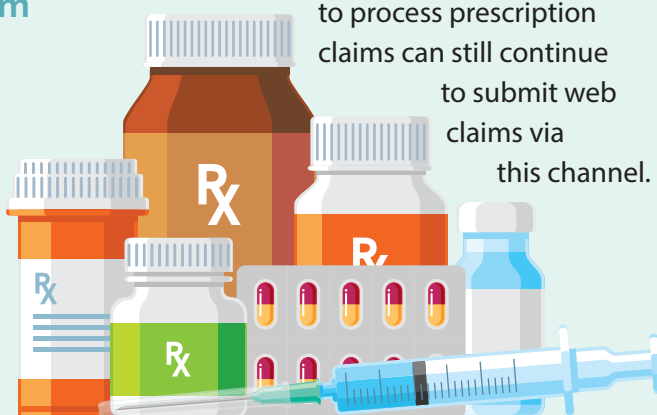 m
to process prescription
claims can still continue
to submit web
claims via
this channel.
Rx
Rx
Rx
Rx